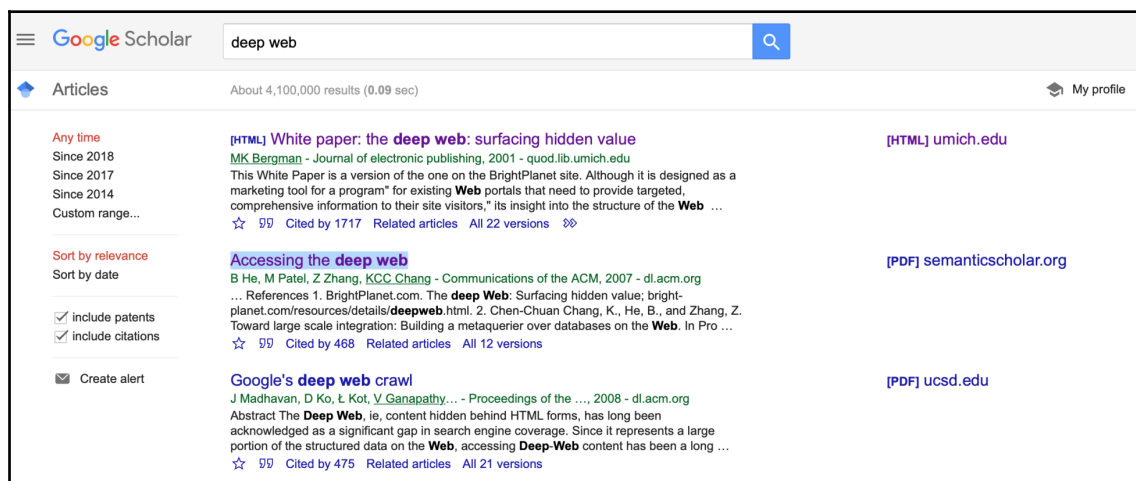 Google Scholar
deep web
Articles
About 4,100,000 results (0.09 sec)
My profile
Any time
Since 2018
Since 2017
Since 2014
Custom range...
Sort by relevance
Sort by date
include patents
include citations
Create alert
[HTML] White paper: the deep web: surfacing hidden value
MK Bergman - Journal of electronic publishing, 2001 - quod.lib.umich.edu
This White Paper is a version of the one on the BrightPlanet site. Although it is designed as a
marketing tool for a program" for existing Web portals that need to provide targeted,
comprehensive information to their site visitors," its insight into the structure of the Web …
Cited by 1717 Related articles All 22 versions
[HTML] umich.edu
Accessing the deep web
B He, M Patel, Z Zhang, KCC Chang - Communications of the ACM, 2007 - dl.acm.org
… References 1. BrightPlanet.com. The deep Web: Surfacing hidden value; bright-
planet.com/resources/details/deepweb.html. 2. Chen-Chuan Chang, K., He, B., and Zhang, Z.
Toward large scale integration: Building a metaquerier over databases on the Web. In Pro …
Cited by 468 Related articles All 12 versions
[PDF] semanticscholar.org
Google's deep web crawl
J Madhavan, D Ko, Ł Kot, V Ganapathy… - Proceedings of the …, 2008 - dl.acm.org
Abstract The Deep Web, ie, content hidden behind HTML forms, has long been
acknowledged as a significant gap in search engine coverage. Since it represents a large
portion of the structured data on the Web, accessing Deep-Web content has been a long …
Cited by 475 Related articles All 21 versions
[PDF] ucsd.edu